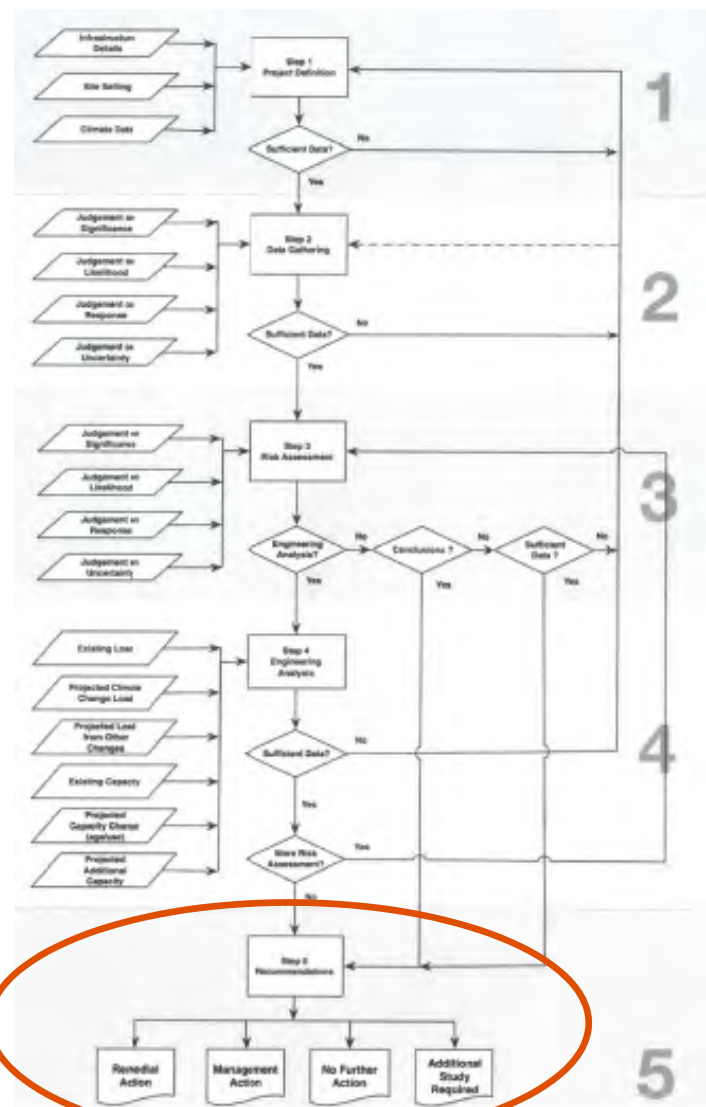 Infrastructure
Details
Site Setting
Climate Data
Step 1
Project Definition
Sufficient Data?
No
Yes
1
Judgement on
Significance
Judgement on
Likelihood
Judgement on
Response
Judgement on
Uncertainty
Step 2
Data Gathering
Sufficient Data?
No
Yes
2
Judgement on
Significance
Judgement on
Likelihood
Judgement on
Response
Judgement on
Uncertainty
Step 3
Risk Assessment
Engineering
Analysis?
No
Conclusions ?
No
Sufficient
Data ?
No
Yes
Yes
Yes
3
Existing Load
Projected Climate
Change Load
Projected Load
from Other
Changes
Existing Capacity
Projected
Capacity Change
(age/use)
Projected
Additional
Capacity
Step 4
Engineering
Analysis
Sufficient Data?
No
Yes
More Risk
Assessment?
Yes
No
4
Step 5
Recommendations
Remedial
Action
Management
Action
No Further
Action
Additional
Study
Required
5